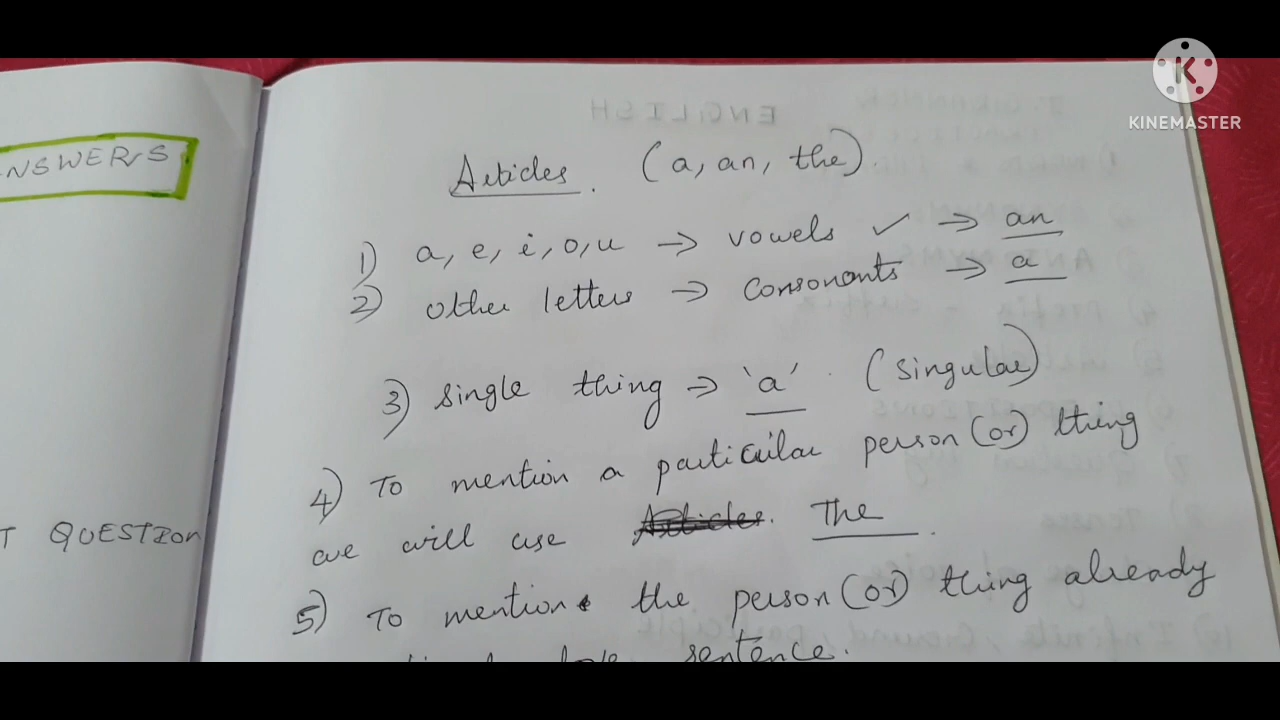 KINEMASTER
NSWERS
T QUESTION
ENGLISH
Articles. (a, an, the).
1) a, e, i, o, u → vowels ✓ → an
2) other letters → consonants → a
3) single thing → 'a'. (singular)
4) To mention a particular person (or) thing
we will use Articles. The.
5) To mention the person (or) thing already
sentence.